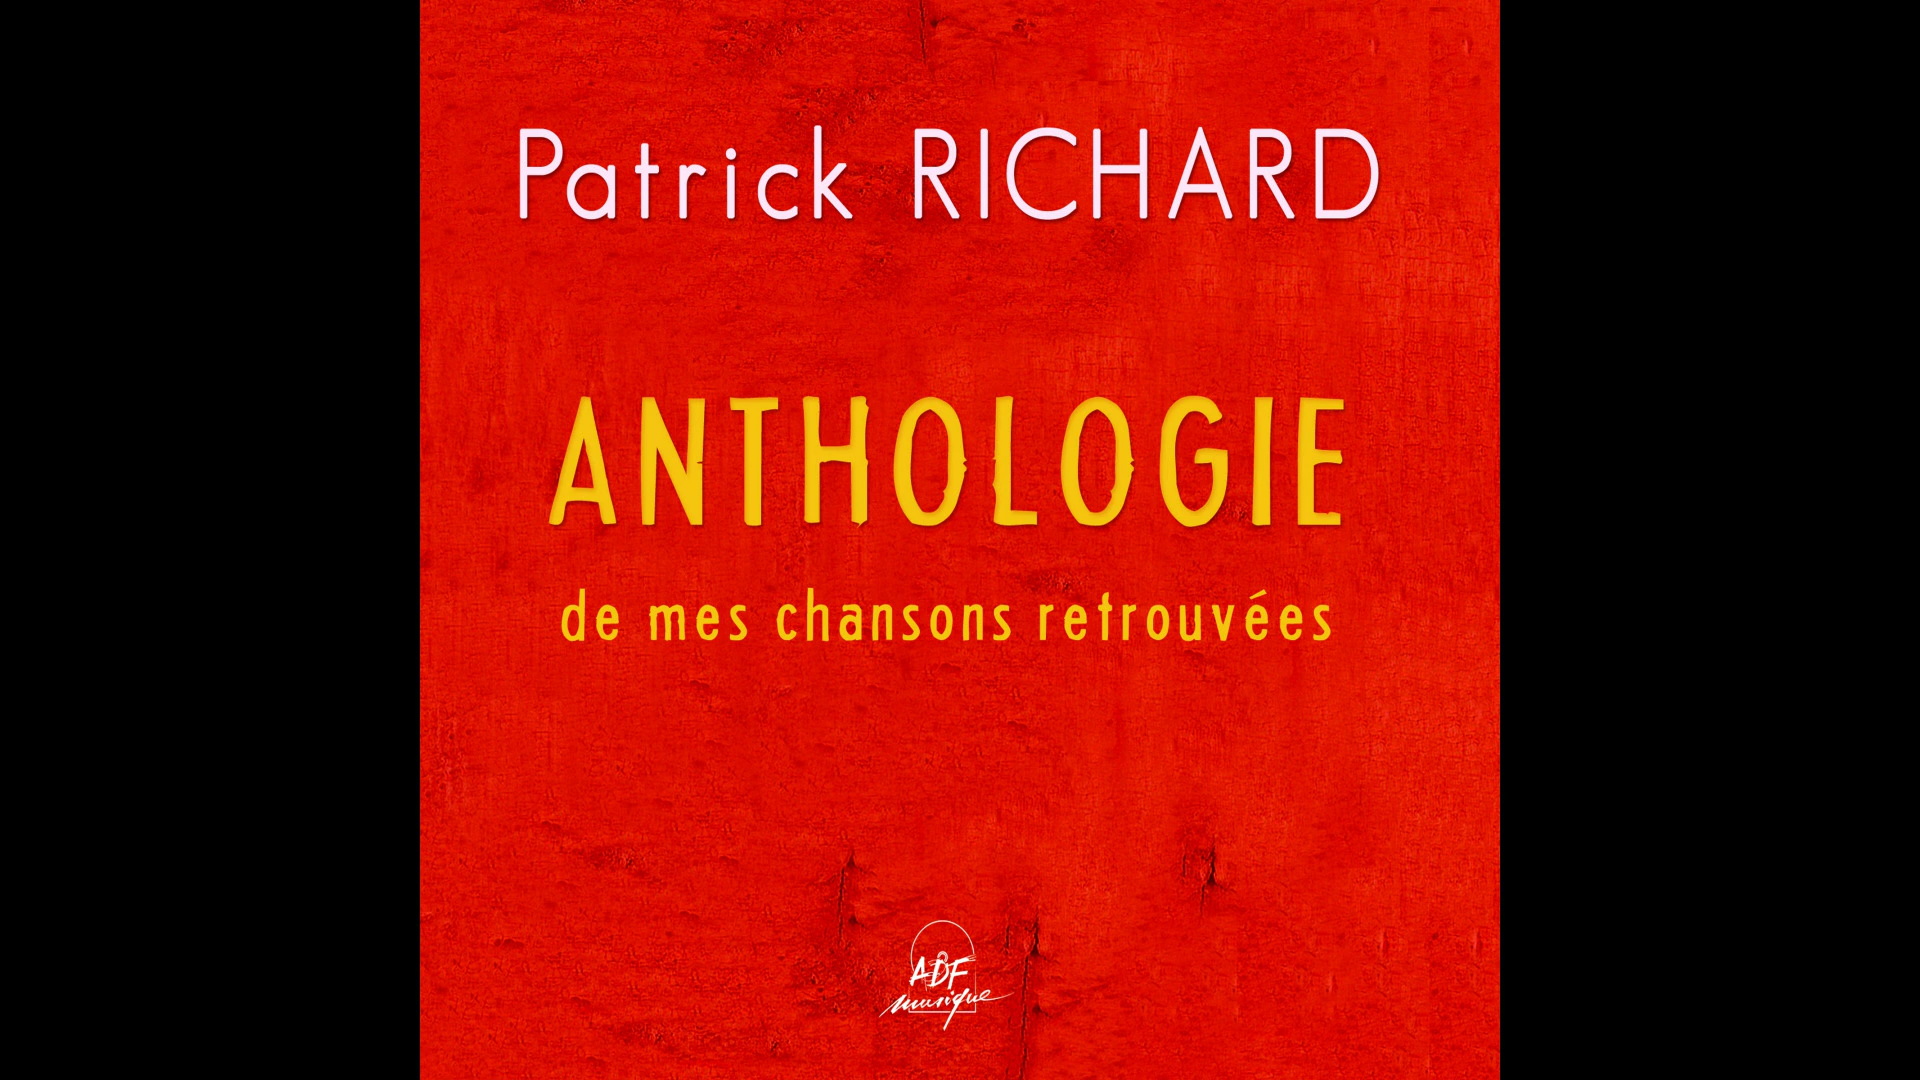 Patrick RICHARD
ANTHOLOGIE
de mes chansons retrouvées
ADF
musique